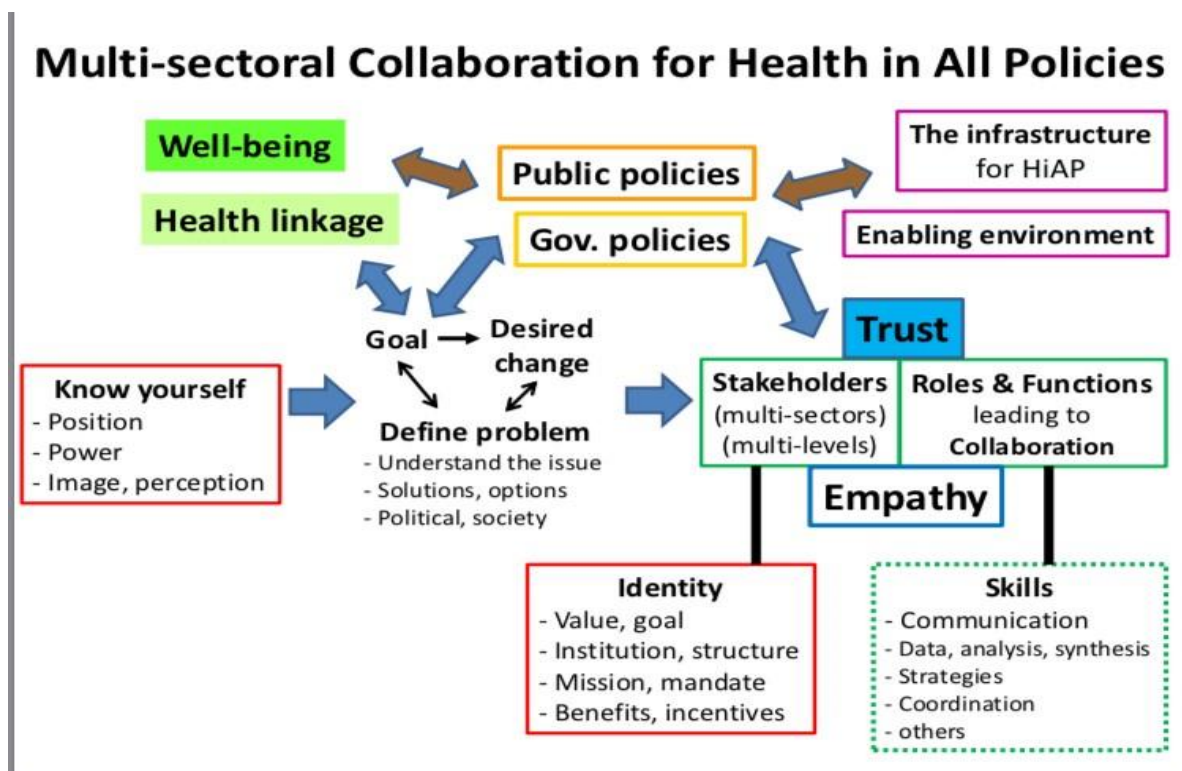 Multi-sectoral Collaboration for Health in All Policies
Well-being
Health linkage
Public policies
Gov. policies
The infrastructure
for HiAP
Enabling environment
Know yourself
- Position
- Power
- Image, perception
Goal
Desired
change
Define problem
- Understand the issue
- Solutions, options
- Political, society
Trust
Stakeholders
(multi-sectors)
(multi-levels)
Roles & Functions
leading to
Collaboration
Empathy
Identity
- Value, goal
- Institution, structure
- Mission, mandate
- Benefits, incentives
Skills
- Communication
- Data, analysis, synthesis
- Strategies
- Coordination
- others